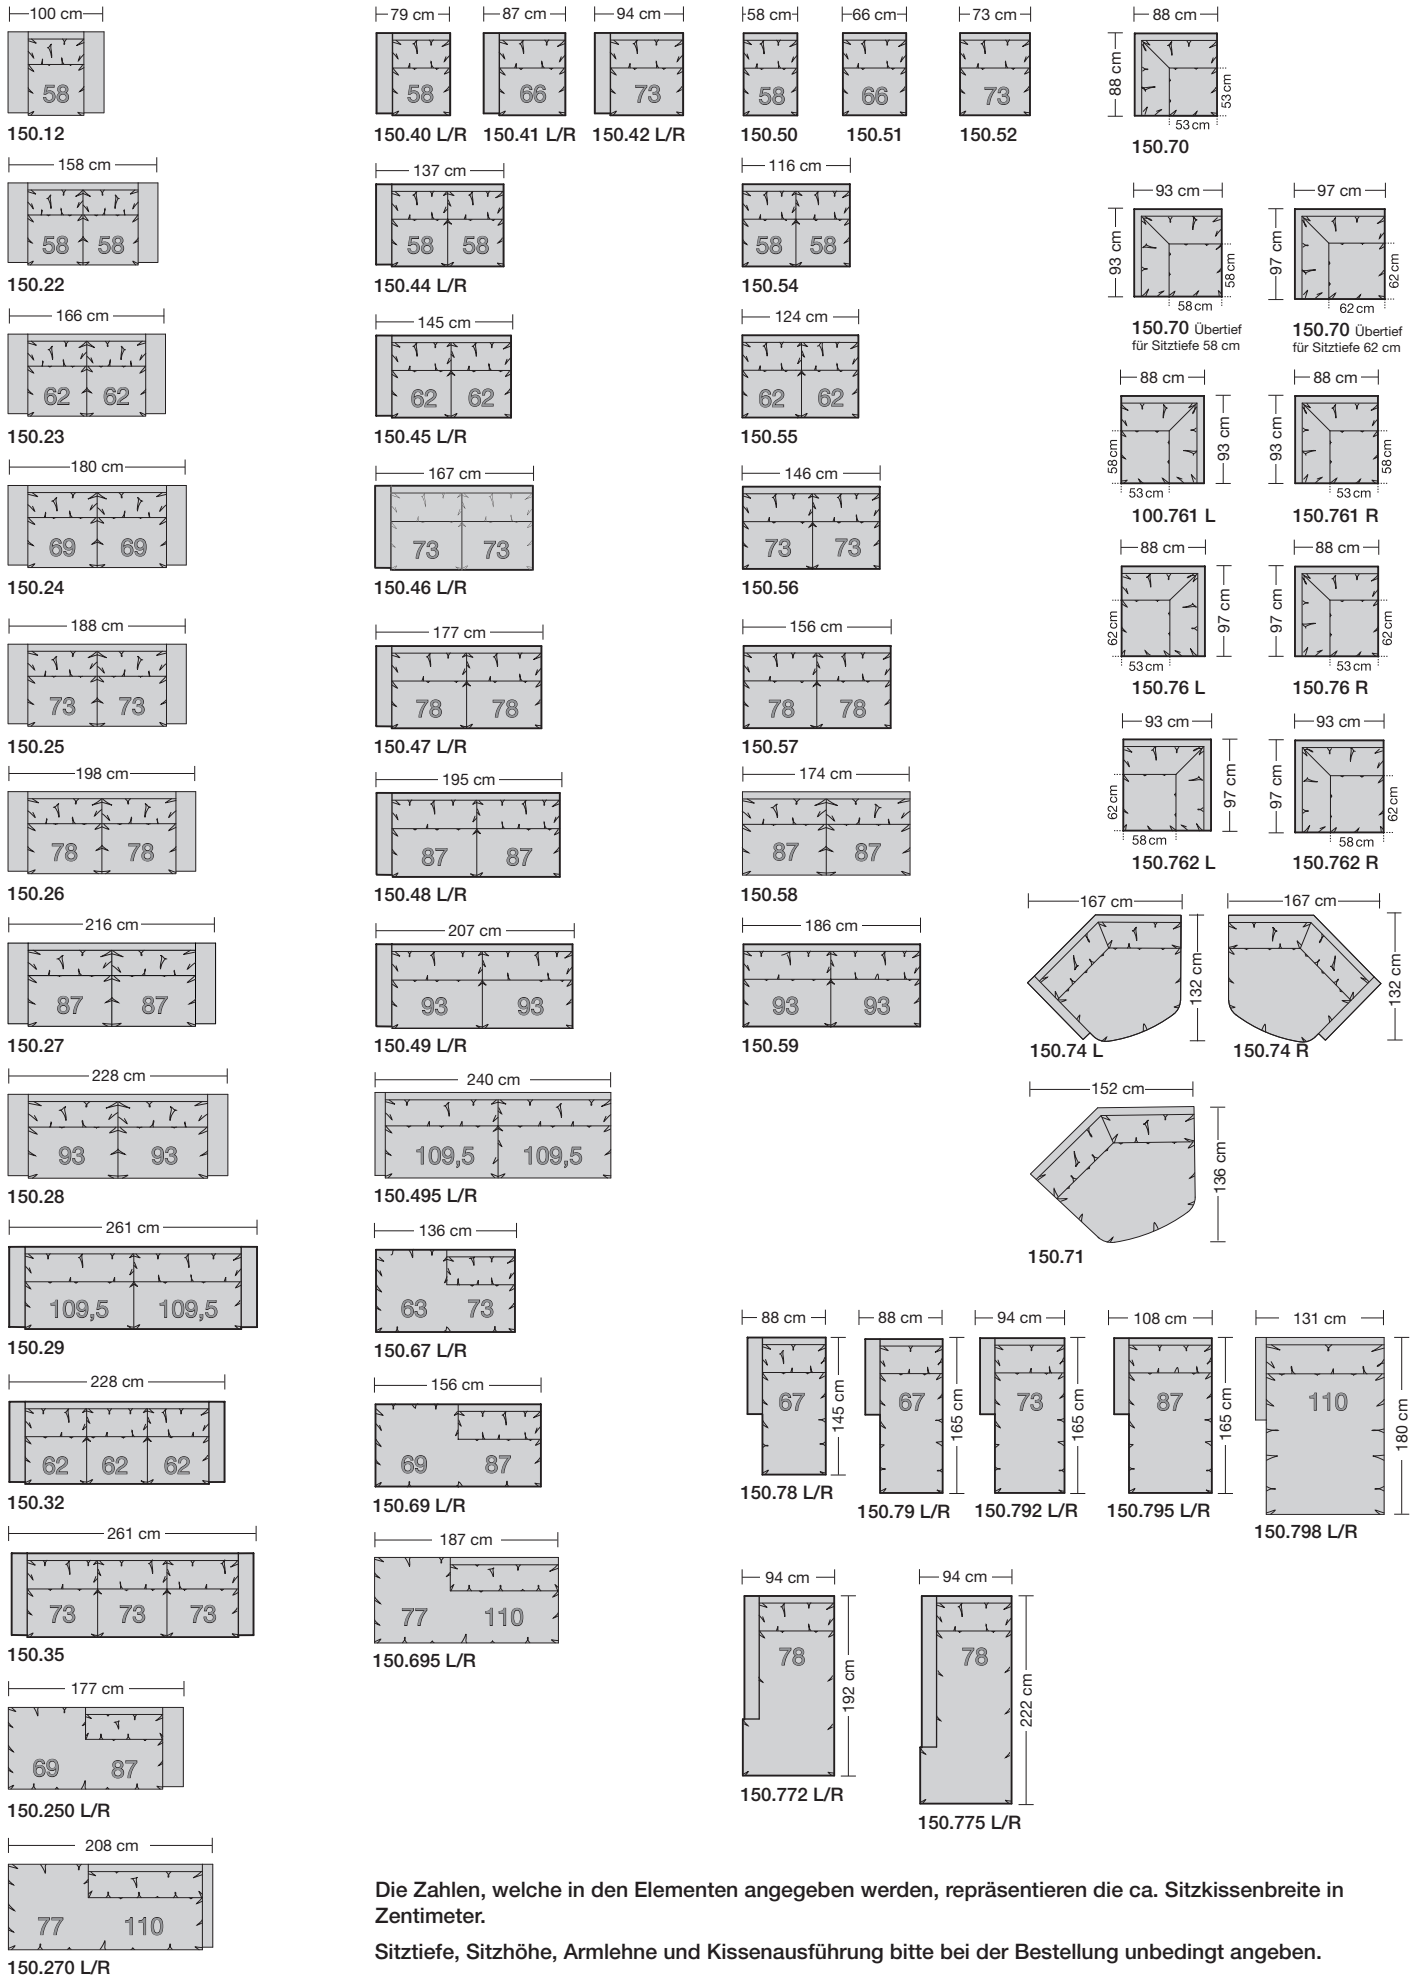 100 cm
58
150.12
158 cm
58 58
150.22
166 cm
62 62
150.23
180 cm
69 69
150.24
188 cm
73 73
150.25
198 cm
78 78
150.26
216 cm
87 87
150.27
228 cm
93 93
150.28
261 cm
109,5 109,5
150.29
228 cm
62 62 62
150.32
261 cm
73 73 73
150.35
177 cm
69 87
150.250 L/R
208 cm
77 110
150.270 L/R
79 cm
58
150.40 L/R
87 cm
66
150.41 L/R
94 cm
73
150.42 L/R
137 cm
58 58
150.44 L/R
145 cm
62 62
150.45 L/R
167 cm
73 73
150.46 L/R
177 cm
78 78
150.47 L/R
195 cm
87 87
150.48 L/R
207 cm
93 93
150.49 L/R
240 cm
109,5 109,5
150.495 L/R
136 cm
63 73
150.67 L/R
156 cm
69 87
150.69 L/R
187 cm
77 110
150.695 L/R
58 cm
58
150.50
66 cm
66
150.51
73 cm
73
150.52
116 cm
58 58
150.54
124 cm
62 62
150.55
146 cm
73 73
150.56
156 cm
78 78
150.57
174 cm
87 87
150.58
186 cm
93 93
150.59
88 cm
88 cm
53 cm
53 cm
150.70
93 cm
93 cm
58 cm
58 cm
150.70 Übertief
für Sitztiefe 58 cm
97 cm
97 cm
62 cm
62 cm
150.70 Übertief
für Sitztiefe 62 cm
88 cm
58 cm
93 cm
53 cm
100.761 L
88 cm
93 cm
58 cm
53 cm
150.761 R
88 cm
62 cm
97 cm
53 cm
150.76 L
88 cm
97 cm
62 cm
53 cm
150.76 R
93 cm
62 cm
97 cm
58 cm
150.762 L
93 cm
97 cm
62 cm
58 cm
150.762 R
167 cm
132 cm
150.74 L
167 cm
132 cm
150.74 R
152 cm
136 cm
150.71
88 cm
67
145 cm
150.78 L/R
88 cm
67
165 cm
150.79 L/R
94 cm
73
165 cm
150.792 L/R
108 cm
87
165 cm
150.795 L/R
131 cm
110
180 cm
150.798 L/R
94 cm
78
192 cm
150.772 L/R
94 cm
78
222 cm
150.775 L/R
Die Zahlen, welche in den Elementen angegeben werden, repräsentieren die ca. Sitzkissenbreite in
Zentimeter.
Sitztiefe, Sitzhöhe, Armlehne und Kissenausführung bitte bei der Bestellung unbedingt angeben.